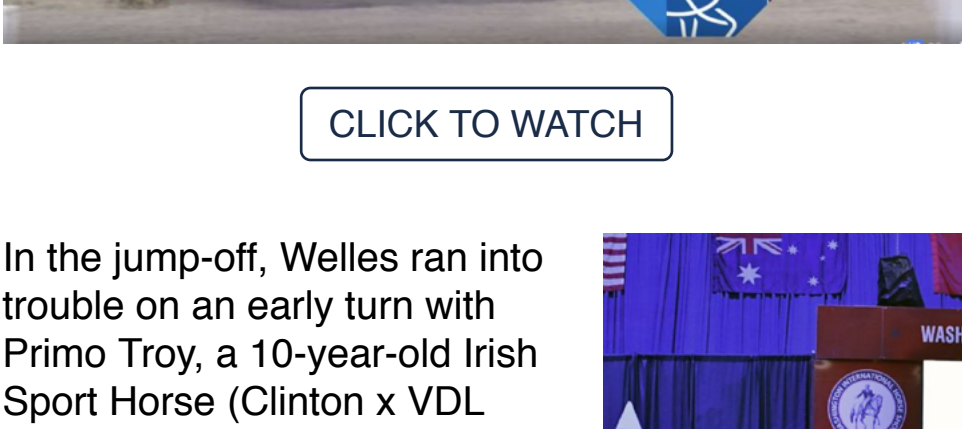 CLICK TO WATCH
In the jump-off, Welles ran into
trouble on an early turn with
Primo Troy, a 10-year-old Irish
Sport Horse (Clinton x VDL
WASH